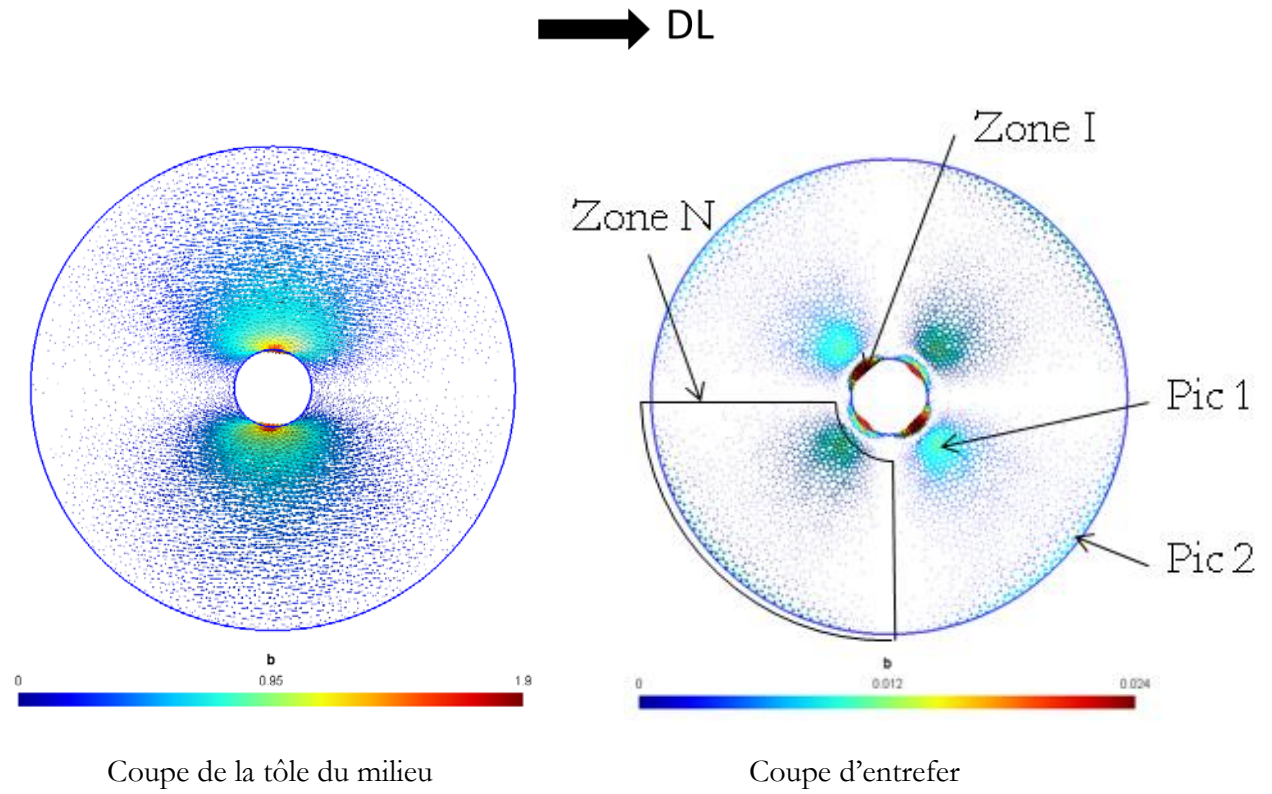 DL
Zone I
Zone N
Pic 1
Pic 2
b
0 0.95 1.9
b
0 0.012 0.024
Coupe de la tôle du milieu
Coupe d'entrefer